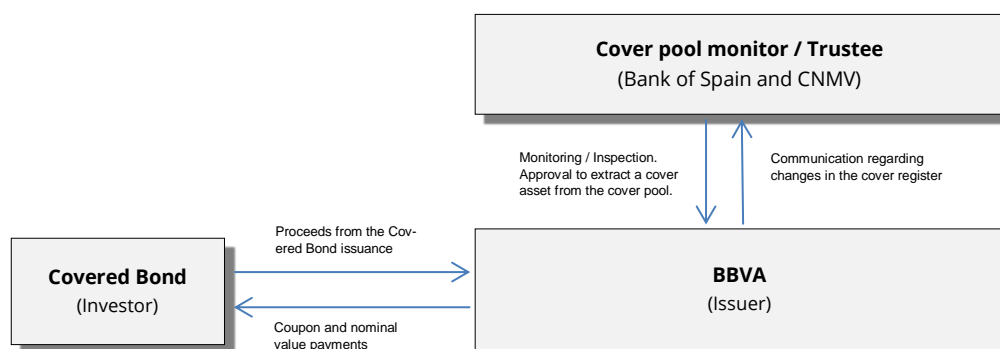 Cover pool monitor / Trustee
(Bank of Spain and CNMV)
Monitoring / Inspection.
Approval to extract a cover
asset from the cover pool.
Communication regarding
changes in the cover register
Proceeds from the Cov-
ered Bond issuance
Covered Bond
(Investor)
BBVA
(Issuer)
Coupon and nominal
value payments